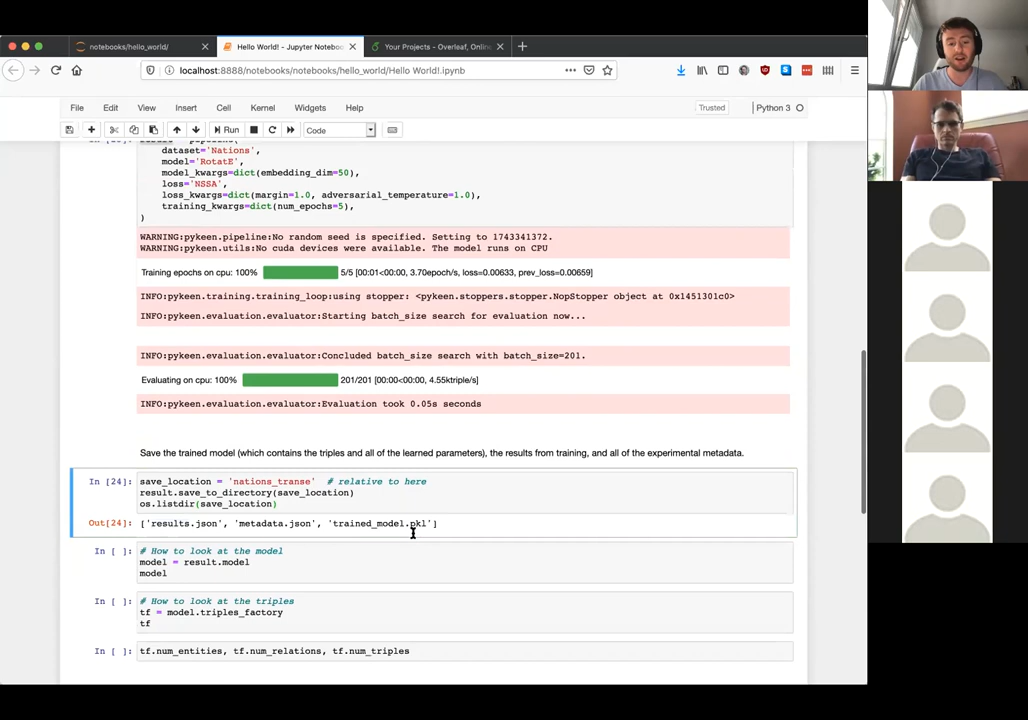 notebooks/hello_world/
Hello World! - Jupyter Noteboo
Your Projects - Overleaf, Onlin
localhost:8888/notebooks/notebooks/hello_world/Hello World!.ipynb
File Edit View Insert Cell Kernel Widgets Help
Trusted
Python 3
Run
Code
dataset='Nations',
model='RotatE',
model_kwargs=dict(embedding_dim=50),
loss='NSSA',
loss_kwargs=dict(margin=1.0, adversarial_temperature=1.0),
training_kwargs=dict(num_epochs=5),
)
WARNING:pykeen.pipeline:No random seed is specified. Setting to 1743341372.
WARNING:pykeen.utils:No cuda devices were available. The model runs on CPU
Training epochs on cpu: 100% 5/5 [00:01<00:00, 3.70epoch/s, loss=0.00633, prev_loss=0.00659]
INFO:pykeen.training.training_loop:using stopper: <pykeen.stoppers.stopper.NopStopper object at 0x1451301c0>
INFO:pykeen.evaluation.evaluator:Starting batch_size search for evaluation now...
INFO:pykeen.evaluation.evaluator:Concluded batch_size search with batch_size=201.
Evaluating on cpu: 100% 201/201 [00:00<00:00, 4.55ktriple/s]
INFO:pykeen.evaluation.evaluator:Evaluation took 0.05s seconds
Save the trained model (which contains the triples and all of the learned parameters), the results from training, and all of the experimental metadata.
In [24]: save_location = 'nations_transe' # relative to here
result.save_to_directory(save_location)
os.listdir(save_location)
Out[24]: ['results.json', 'metadata.json', 'trained_model.pkl']
In [ ]: # How to look at the model
model = result.model
model
In [ ]: # How to look at the triples
tf = model.triples_factory
tf
In [ ]: tf.num_entities, tf.num_relations, tf.num_triples